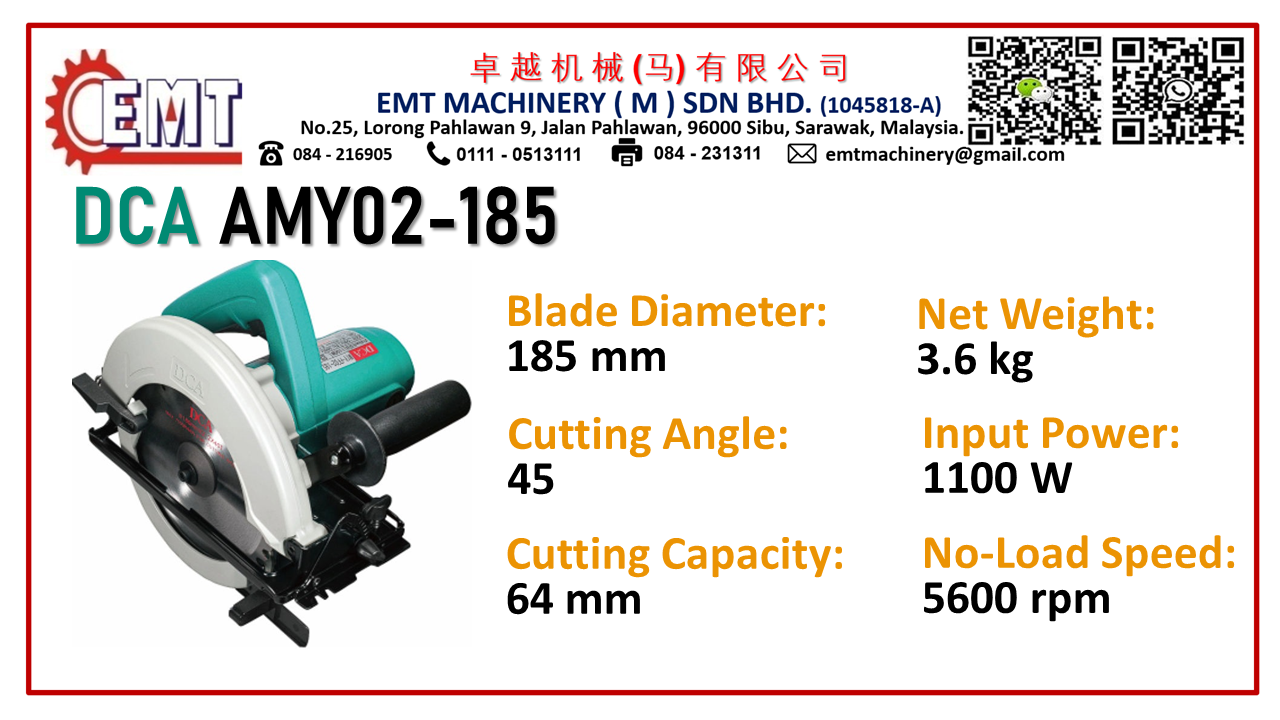 EMT
卓越机械(马)有限公司
EMT MACHINERY ( M ) SDN BHD. (1045818-A)
No.25, Lorong Pahlawan 9, Jalan Pahlawan, 96000 Sibu, Sarawak, Malaysia.
084 - 216905 0111 - 0513111 084 - 231311 emtmachinery@gmail.com
DCA AMY02-185
DCA
DCA
Blade Diameter:
185 mm
Net Weight:
3.6 kg
Cutting Angle:
45
Input Power:
1100 W
Cutting Capacity:
64 mm
No-Load Speed:
5600 rpm